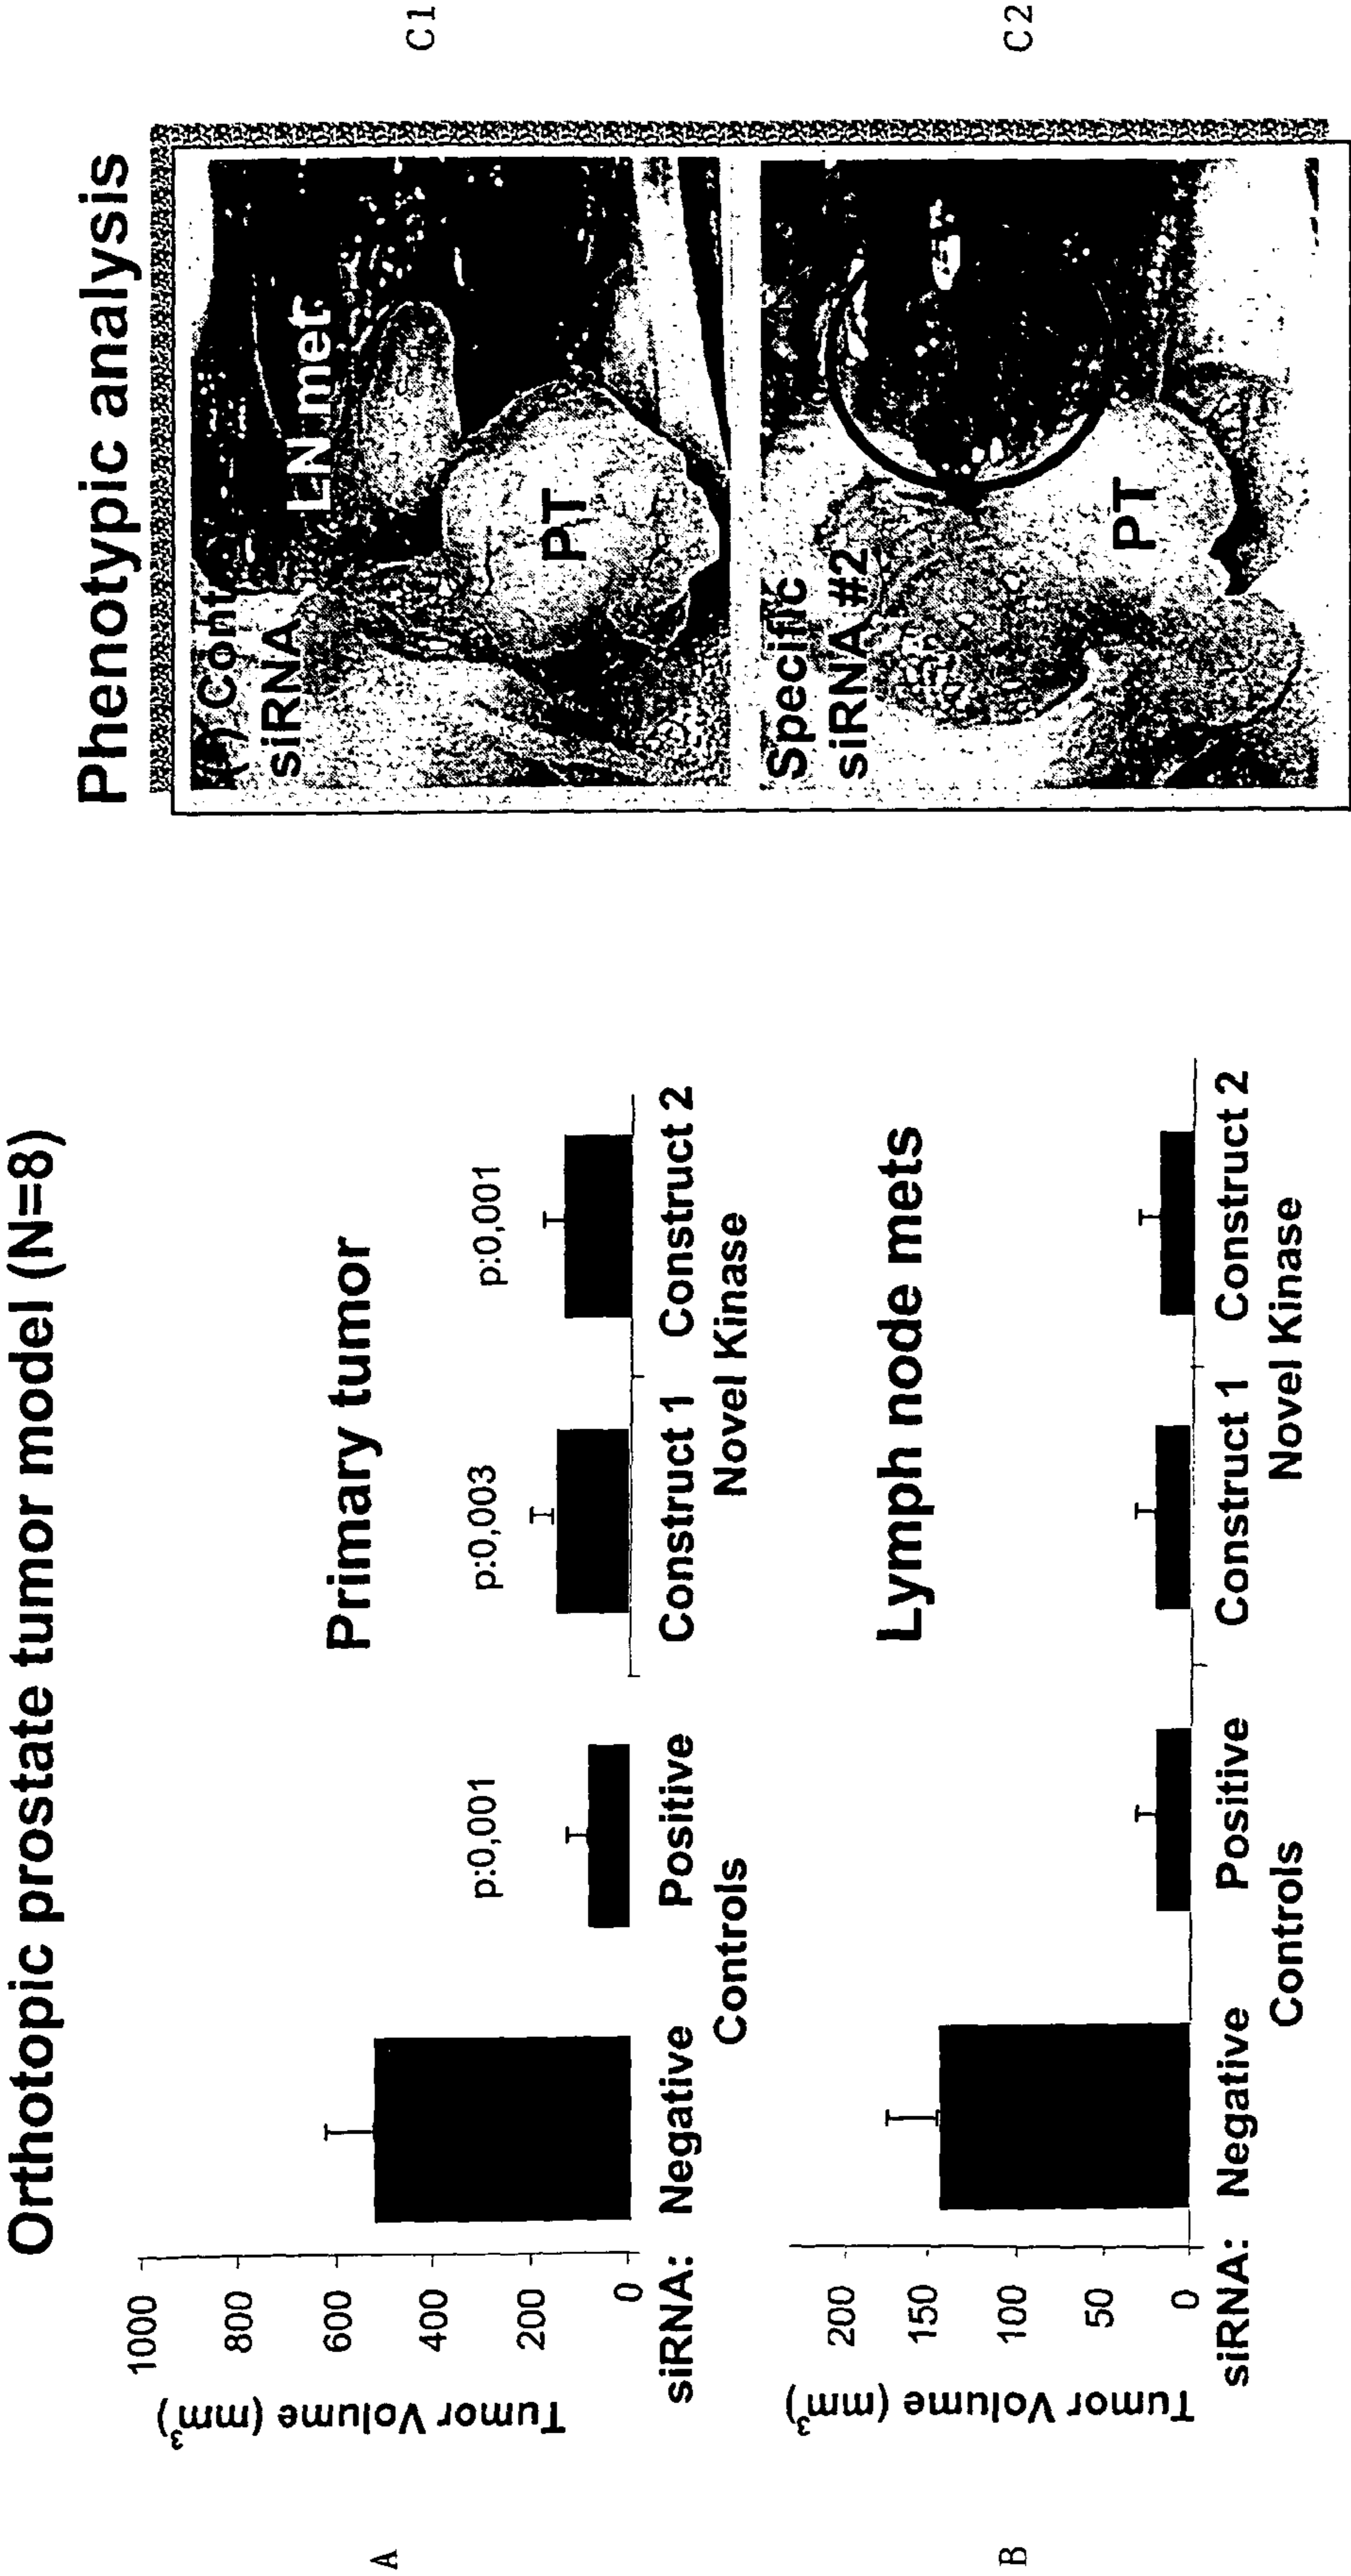 Orthotopic prostate tumor model (N=8)
A
Tumor Volume (mm³)
1000
800
600
400
200
0
Primary tumor
p:0,001
p:0,003
p:0,001
siRNA: Negative Positive Construct 1 Construct 2
Controls Novel Kinase
B
Tumor Volume (mm³)
200
150
100
50
0
Lymph node mets
siRNA: Negative Positive Construct 1 Construct 2
Controls Novel Kinase
Phenotypic analysis
siRNA
LN met.
PT
C1
Specific
siRNA #2
PT
C2